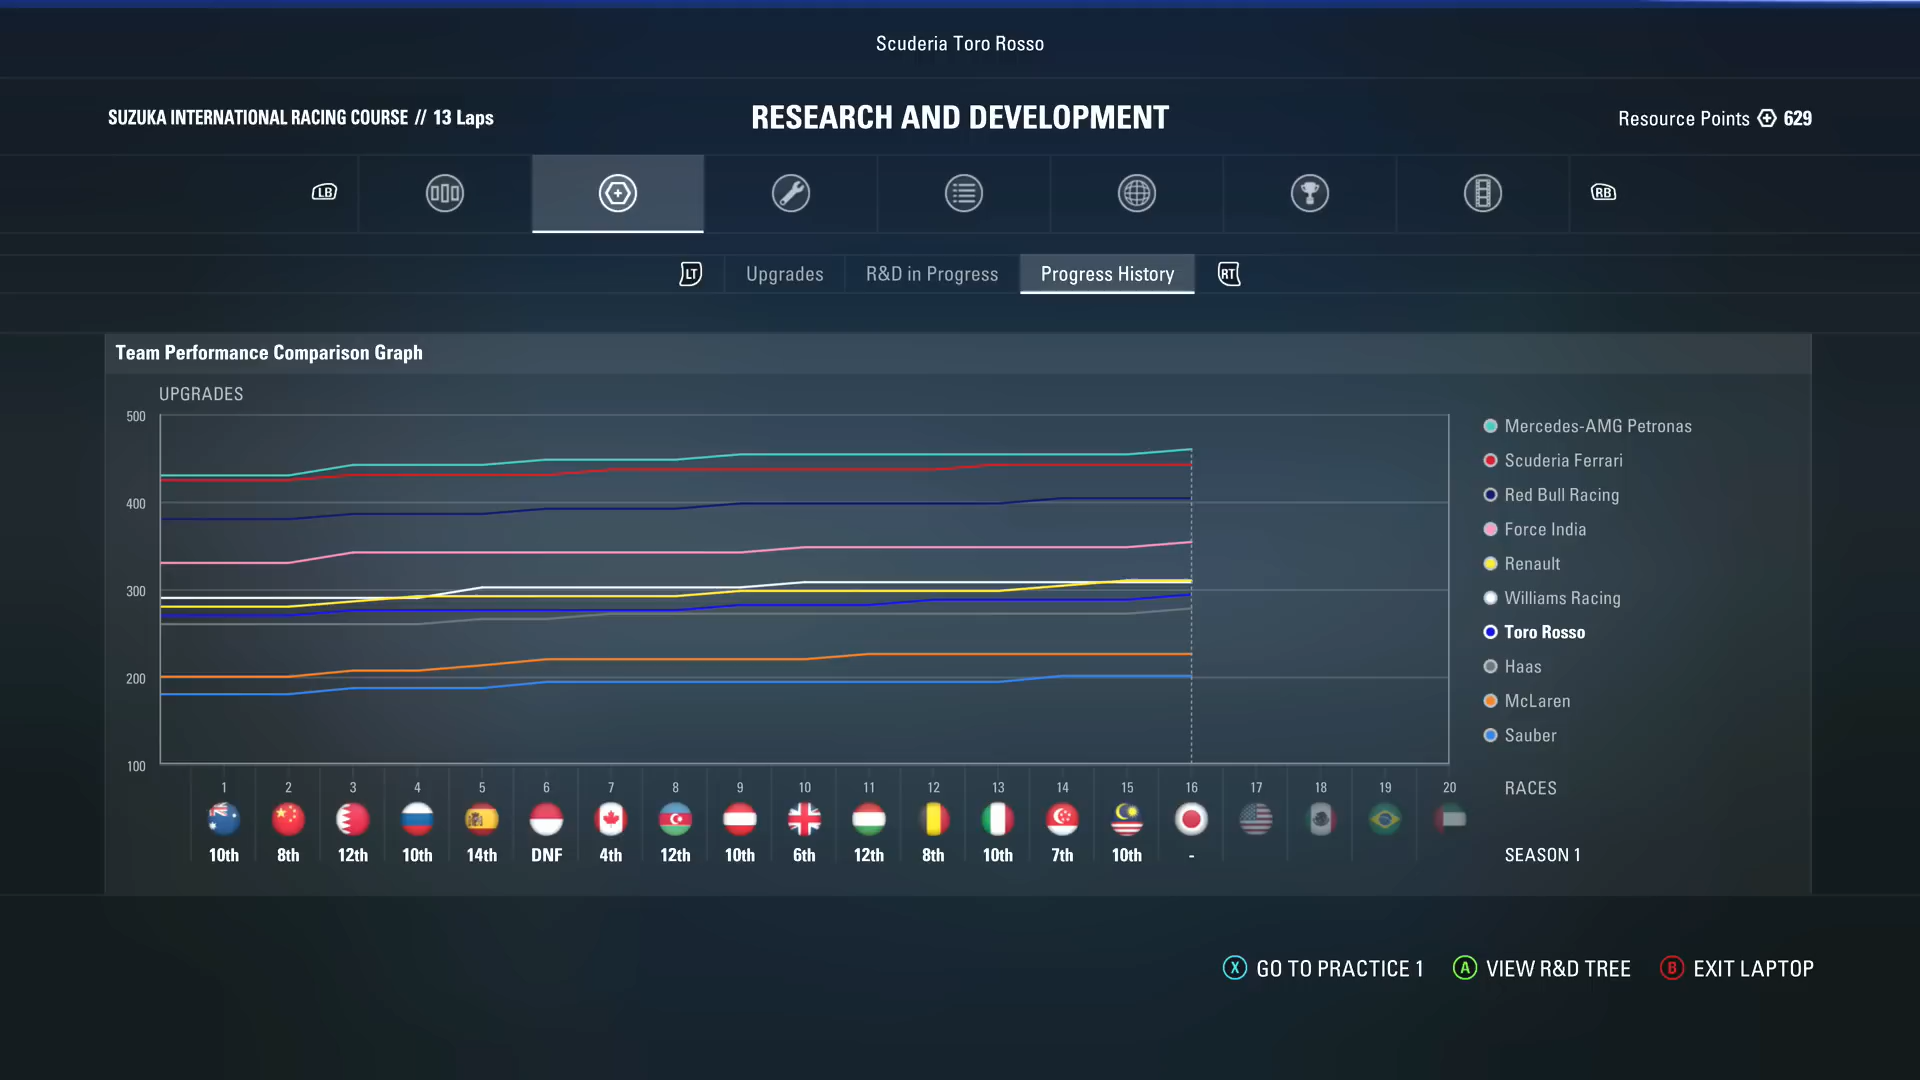 Scuderia Toro Rosso
SUZUKA INTERNATIONAL RACING COURSE // 13 Laps
RESEARCH AND DEVELOPMENT
Resource Points 629
LB
RB
LT
Upgrades
R&D in Progress
Progress History
RT
Team Performance Comparison Graph
UPGRADES
500
400
300
200
100
Mercedes-AMG Petronas
Scuderia Ferrari
Red Bull Racing
Force India
Renault
Williams Racing
Toro Rosso
Haas
McLaren
Sauber
1 2 3 4 5 6 7 8 9 10 11 12 13 14 15 16 17 18 19 20 RACES
10th 8th 12th 10th 14th DNF 4th 12th 10th 6th 12th 8th 10th 7th 10th - SEASON 1
X GO TO PRACTICE 1 A VIEW R&D TREE B EXIT LAPTOP